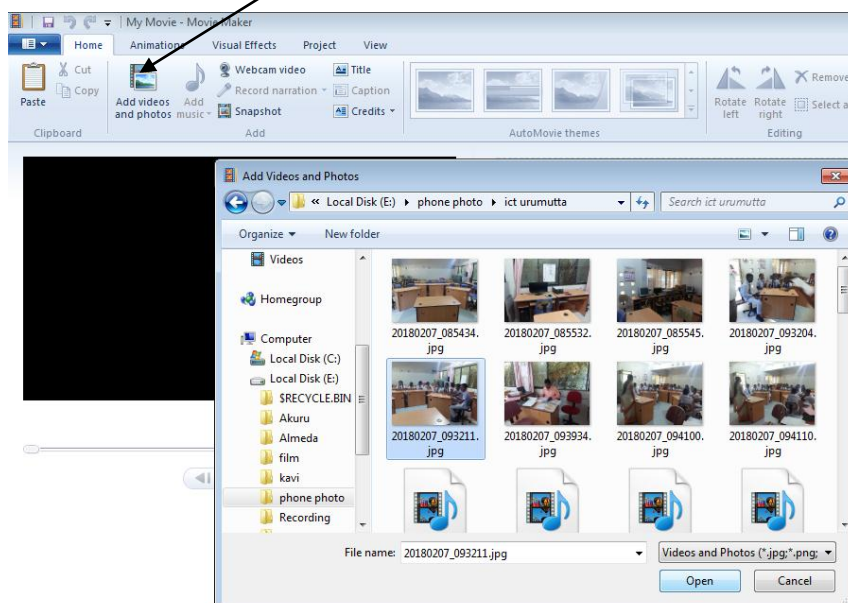 My Movie - Movie Maker
Home Animations Visual Effects Project View
Paste
Cut
Copy
Clipboard
Add videos and photos
Add music
Webcam video
Record narration
Snapshot
Title
Caption
Credits
Add
AutoMovie themes
Rotate left
Rotate right
Remove
Select a
Editing
Add Videos and Photos
« Local Disk (E:) phone photo ict urumutta
Search ict urumutta
Organize New folder
Videos
Homegroup
Computer
Local Disk (C:)
Local Disk (E:)
$RECYCLE.BIN
Akuru
Almeda
film
kavi
phone photo
Recording
20180207_085434.jpg
20180207_085532.jpg
20180207_085545.jpg
20180207_093204.jpg
20180207_093211.jpg
20180207_093934.jpg
20180207_094100.jpg
20180207_094110.jpg
File name: 20180207_093211.jpg
Videos and Photos (*.jpg;*.png;
Open Cancel